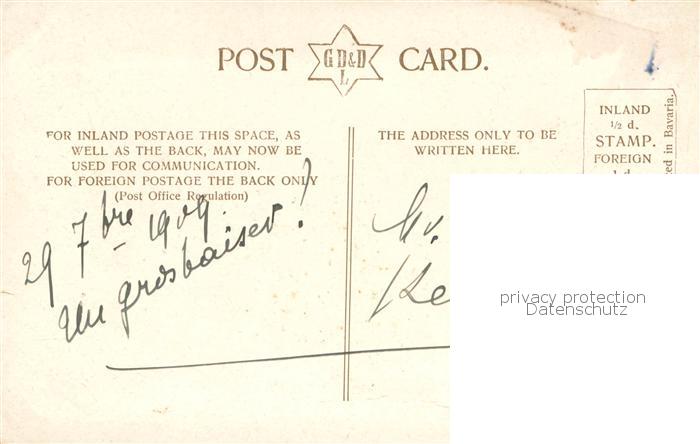 POST GD&D L CARD.
INLAND
½ d.
STAMP.
FOREIGN
1 d.
ted in Bavaria.
FOR INLAND POSTAGE THIS SPACE, AS
WELL AS THE BACK, MAY NOW BE
USED FOR COMMUNICATION.
FOR FOREIGN POSTAGE THE BACK ONLY
(Post Office Regulation)
THE ADDRESS ONLY TO BE
WRITTEN HERE.
29 7bre 1909.
Un gros baiser!
privacy protection
Datenschutz